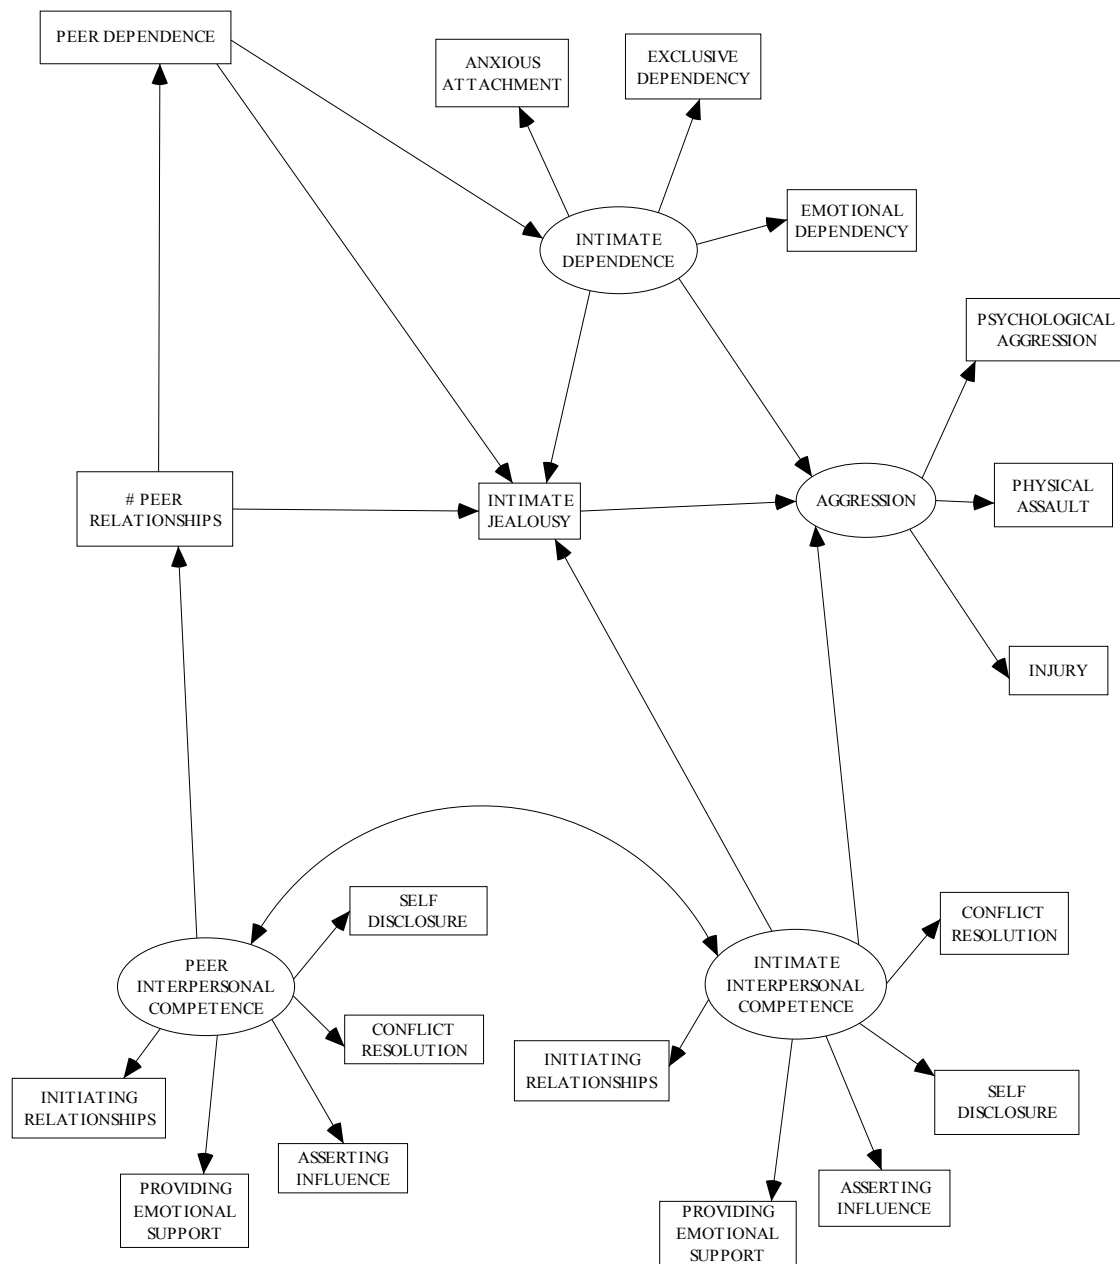 PEER DEPENDENCE
ANXIOUS
ATTACHMENT
EXCLUSIVE
DEPENDENCY
EMOTIONAL
DEPENDENCY
INTIMATE
DEPENDENCE
PSYCHOLOGICAL
AGGRESSION
# PEER
RELATIONSHIPS
INTIMATE
JEALOUSY
AGGRESSION
PHYSICAL
ASSAULT
INJURY
SELF
DISCLOSURE
CONFLICT
RESOLUTION
PEER
INTERPERSONAL
COMPETENCE
INTIMATE
INTERPERSONAL
COMPETENCE
CONFLICT
RESOLUTION
INITIATING
RELATIONSHIPS
INITIATING
RELATIONSHIPS
SELF
DISCLOSURE
ASSERTING
INFLUENCE
PROVIDING
EMOTIONAL
SUPPORT
ASSERTING
INFLUENCE
PROVIDING
EMOTIONAL
SUPPORT